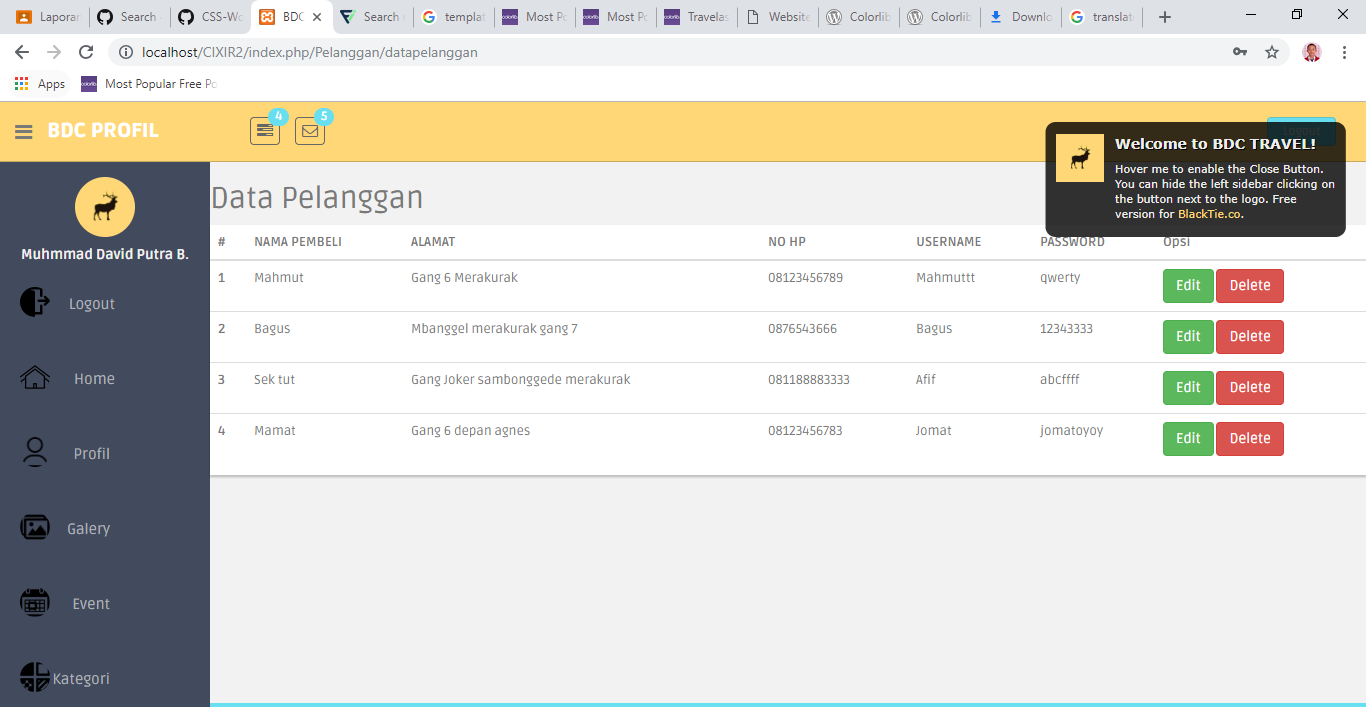 Laporan
Search
CSS-Wo
BDC
Search
templat
Most Po
Most Po
Travelas
Website
Colorlib
Colorlib
Downlo
translat
localhost/CIXIR2/index.php/Pelanggan/datapelanggan
Apps
Most Popular Free Po
BDC PROFIL
4
5
Logout
Welcome to BDC TRAVEL!
Hover me to enable the Close Button.
You can hide the left sidebar clicking on
the button next to the logo. Free
version for BlackTie.co.
Muhmmad David Putra B.
Logout
Home
Profil
Galery
Event
Kategori
Data Pelanggan
# NAMA PEMBELI ALAMAT NO HP USERNAME PASSWORD Opsi
1 Mahmut Gang 6 Merakurak 08123456789 Mahmuttt qwerty Edit Delete
2 Bagus Mbanggel merakurak gang 7 0876543666 Bagus 12343333 Edit Delete
3 Sek tut Gang Joker sambonggede merakurak 081188883333 Afif abcffff Edit Delete
4 Mamat Gang 6 depan agnes 08123456783 Jomat jomatoyoy Edit Delete